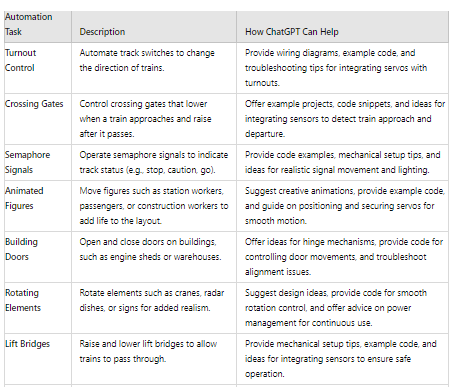 Automation
Task
Description
How ChatGPT Can Help
Turnout
Control
Automate track switches to change
the direction of trains.
Provide wiring diagrams, example code, and
troubleshooting tips for integrating servos with
turnouts.
Crossing Gates
Control crossing gates that lower
when a train approaches and raise
after it passes.
Offer example projects, code snippets, and ideas for
integrating sensors to detect train approach and
departure.
Semaphore
Signals
Operate semaphore signals to indicate
track status (e.g., stop, caution, go).
Provide code examples, mechanical setup tips, and
ideas for realistic signal movement and lighting.
Animated
Figures
Move figures such as station workers,
passengers, or construction workers to
add life to the layout.
Suggest creative animations, provide example code,
and guide on positioning and securing servos for
smooth motion.
Building
Doors
Open and close doors on buildings,
such as engine sheds or warehouses.
Offer ideas for hinge mechanisms, provide code for
controlling door movements, and troubleshoot
alignment issues.
Rotating
Elements
Rotate elements such as cranes, radar
dishes, or signs for added realism.
Suggest design ideas, provide code for smooth
rotation control, and offer advice on power
management for continuous use.
Lift Bridges
Raise and lower lift bridges to allow
trains to pass through.
Provide mechanical setup tips, example code, and
ideas for integrating sensors to ensure safe
operation.